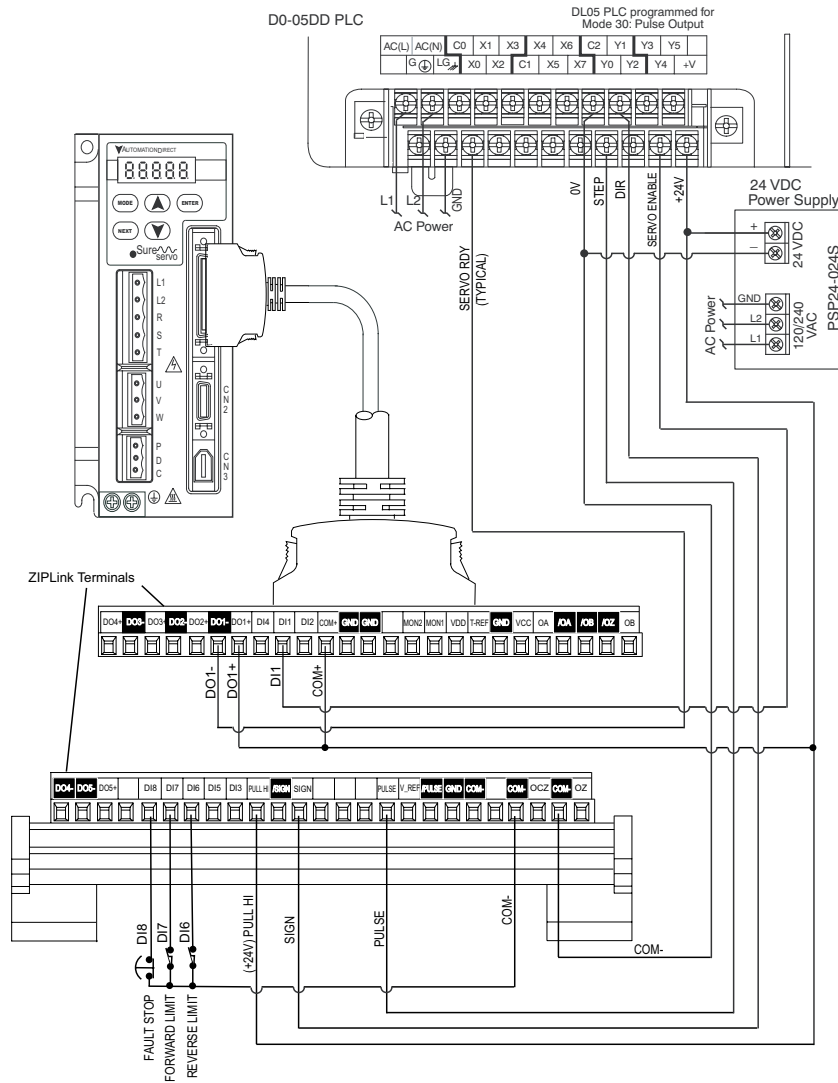 D0-05DD PLC
DL05 PLC programmed for
Mode 30: Pulse Output
AC(L) AC(N) C0 X1 X3 X4 X6 C2 Y1 Y3 Y5
G LG X0 X2 C1 X5 X7 Y0 Y2 Y4 +V
L1 L2 GND
AC Power
SERVO RDY
(TYPICAL)
0V
STEP
DIR
SERVO ENABLE
+24V
24 VDC
Power Supply
+
–
24 VDC
GND
L2
L1
AC Power
120/240
VAC
PSP24-024S
AUTOMATIONDIRECT
88888
MODE
ENTER
NEXT
Sure
servo
L1
L2
R
S
T
U
V
W
P
D
C
CN2
CN3
ZIPLink Terminals
DO4+ DO3- DO3+ DO2- DO2+ DO1- DO1+ DI4 DI1 DI2 COM+ GND GND MON2 MON1 VDD T-REF GND VCC OA /OA /OB /OZ OB
DO1-
DO1+
DI1
COM+
DO4- DO5- DO5+ DI8 DI7 DI6 DI5 DI3 PULL HI /SIGN SIGN PULSE V_REF /PULSE GND COM- COM- OCZ COM- OZ
DI8
DI7
DI6
(+24V) PULL HI
SIGN
PULSE
COM-
COM-
FAULT STOP
FORWARD LIMIT
REVERSE LIMIT